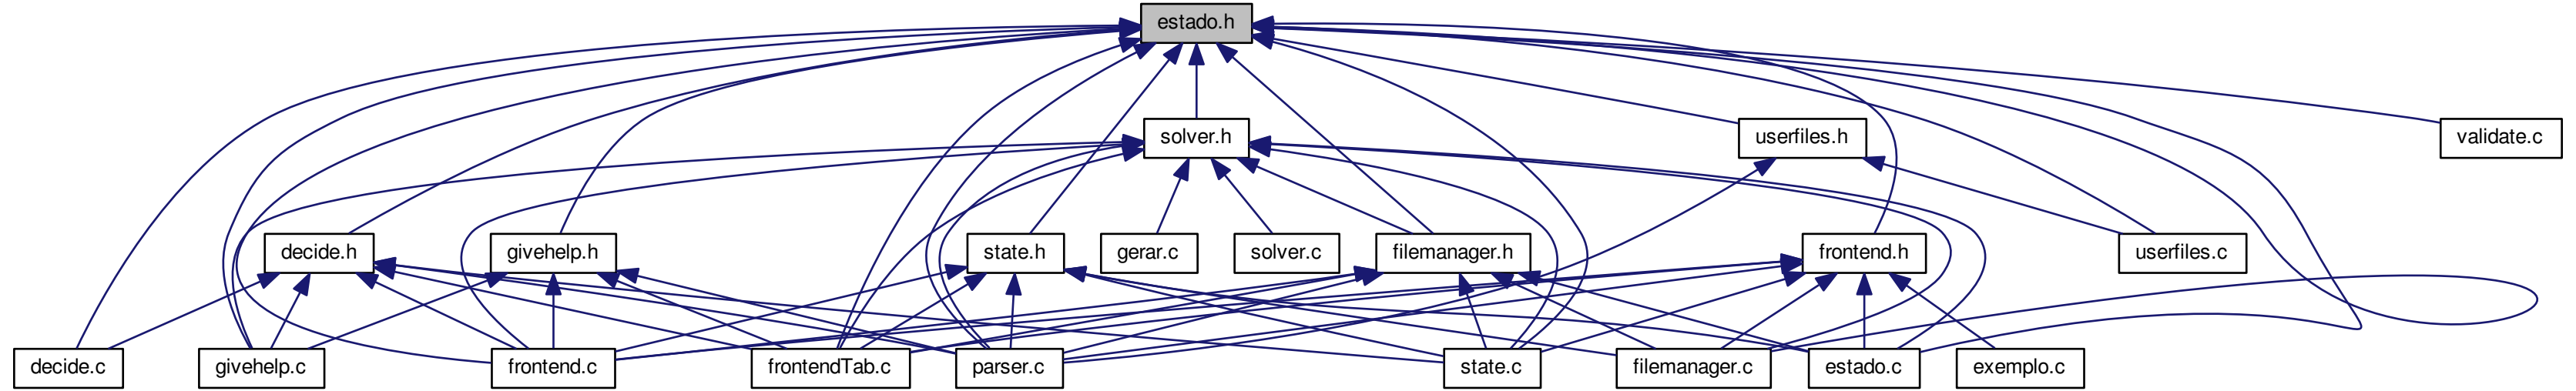 estado.h
solver.h
userfiles.h
validate.c
decide.h
givehelp.h
state.h
gerar.c
solver.c
filemanager.h
frontend.h
userfiles.c
decide.c
givehelp.c
frontend.c
frontendTab.c
parser.c
state.c
filemanager.c
estado.c
exemplo.c